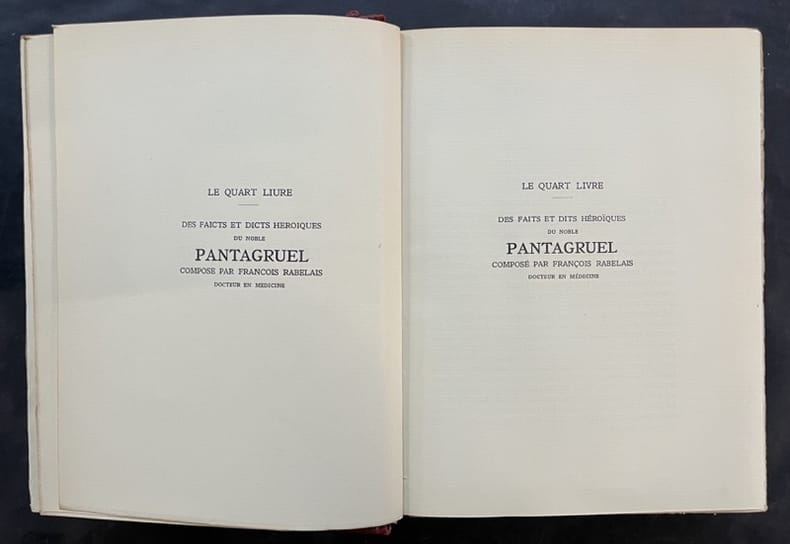 LE QUART LIURE
DES FAICTS ET DICTS HEROIQUES
DU NOBLE
PANTAGRUEL
COMPOSE PAR FRANCOIS RABELAIS
DOCTEUR EN MEDICINE
LE QUART LIVRE
DES FAITS ET DITS HÉROÏQUES
DU NOBLE
PANTAGRUEL
COMPOSÉ PAR FRANÇOIS RABELAIS
DOCTEUR EN MÉDECINE